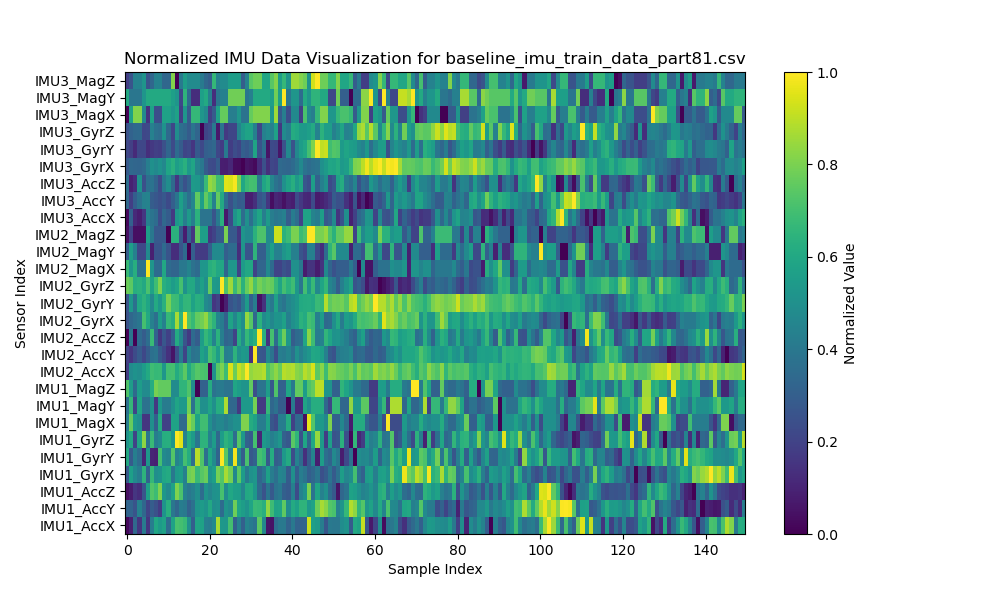 Normalized IMU Data Visualization for baseline_imu_train_data_part81.csv
IMU3_MagZ
IMU3_MagY
IMU3_MagX
IMU3_GyrZ
IMU3_GyrY
IMU3_GyrX
IMU3_AccZ
IMU3_AccY
IMU3_AccX
IMU2_MagZ
IMU2_MagY
IMU2_MagX
IMU2_GyrZ
IMU2_GyrY
IMU2_GyrX
IMU2_AccZ
IMU2_AccY
IMU2_AccX
IMU1_MagZ
IMU1_MagY
IMU1_MagX
IMU1_GyrZ
IMU1_GyrY
IMU1_GyrX
IMU1_AccZ
IMU1_AccY
IMU1_AccX
Sensor Index
0 20 40 60 80 100 120 140
Sample Index
1.0
0.8
0.6
0.4
0.2
0.0
Normalized Value